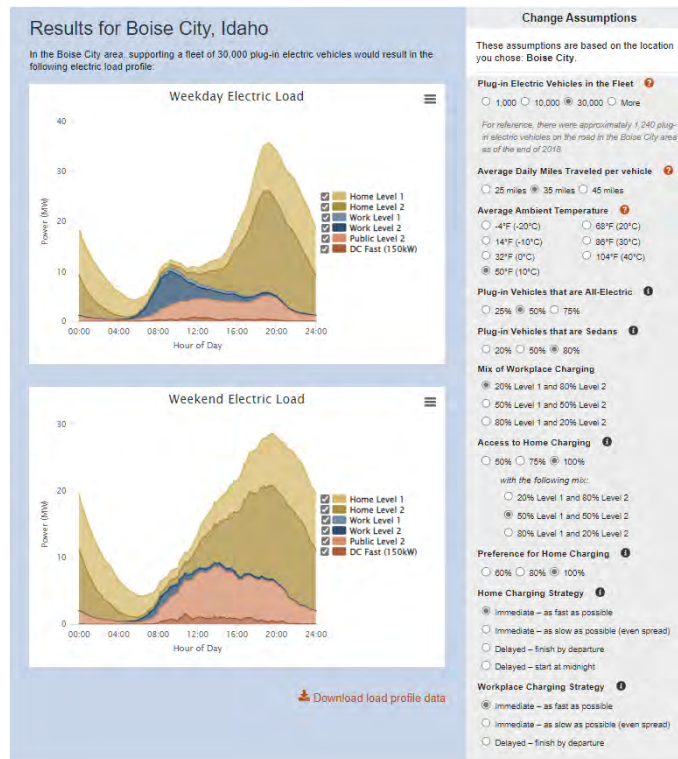 Results for Boise City, Idaho
In the Boise City area, supporting a fleet of 30,000 plug-in electric vehicles would result in the
following electric load profile:
Weekday Electric Load
40
30
20
10
0
Power (MW)
Home Level 1
Home Level 2
Work Level 1
Work Level 2
Public Level 2
DC Fast (150kW)
00:00 04:00 08:00 12:00 16:00 20:00 24:00
Hour of Day
Weekend Electric Load
30
20
10
0
Power (MW)
Home Level 1
Home Level 2
Work Level 1
Work Level 2
Public Level 2
DC Fast (150kW)
00:00 04:00 08:00 12:00 16:00 20:00 24:00
Hour of Day
Download load profile data
Change Assumptions
These assumptions are based on the location
you chose: Boise City.
Plug-in Electric Vehicles in the Fleet ?
1,000 10,000 30,000 More
For reference, there were approximately 1,240 plug-
in electric vehicles on the road in the Boise City area
as of the end of 2018.
Average Daily Miles Traveled per vehicle ?
25 miles 35 miles 45 miles
Average Ambient Temperature ?
-4°F (-20°C) 68°F (20°C)
14°F (-10°C) 86°F (30°C)
32°F (0°C) 104°F (40°C)
50°F (10°C)
Plug-in Vehicles that are All-Electric i
25% 50% 75%
Plug-in Vehicles that are Sedans i
20% 50% 80%
Mix of Workplace Charging
20% Level 1 and 80% Level 2
50% Level 1 and 50% Level 2
80% Level 1 and 20% Level 2
Access to Home Charging i
50% 75% 100%
with the following mix:
20% Level 1 and 80% Level 2
50% Level 1 and 50% Level 2
80% Level 1 and 20% Level 2
Preference for Home Charging i
60% 80% 100%
Home Charging Strategy i
Immediate – as fast as possible
Immediate – as slow as possible (even spread)
Delayed – finish by departure
Delayed – start at midnight
Workplace Charging Strategy i
Immediate – as fast as possible
Immediate – as slow as possible (even spread)
Delayed – finish by departure